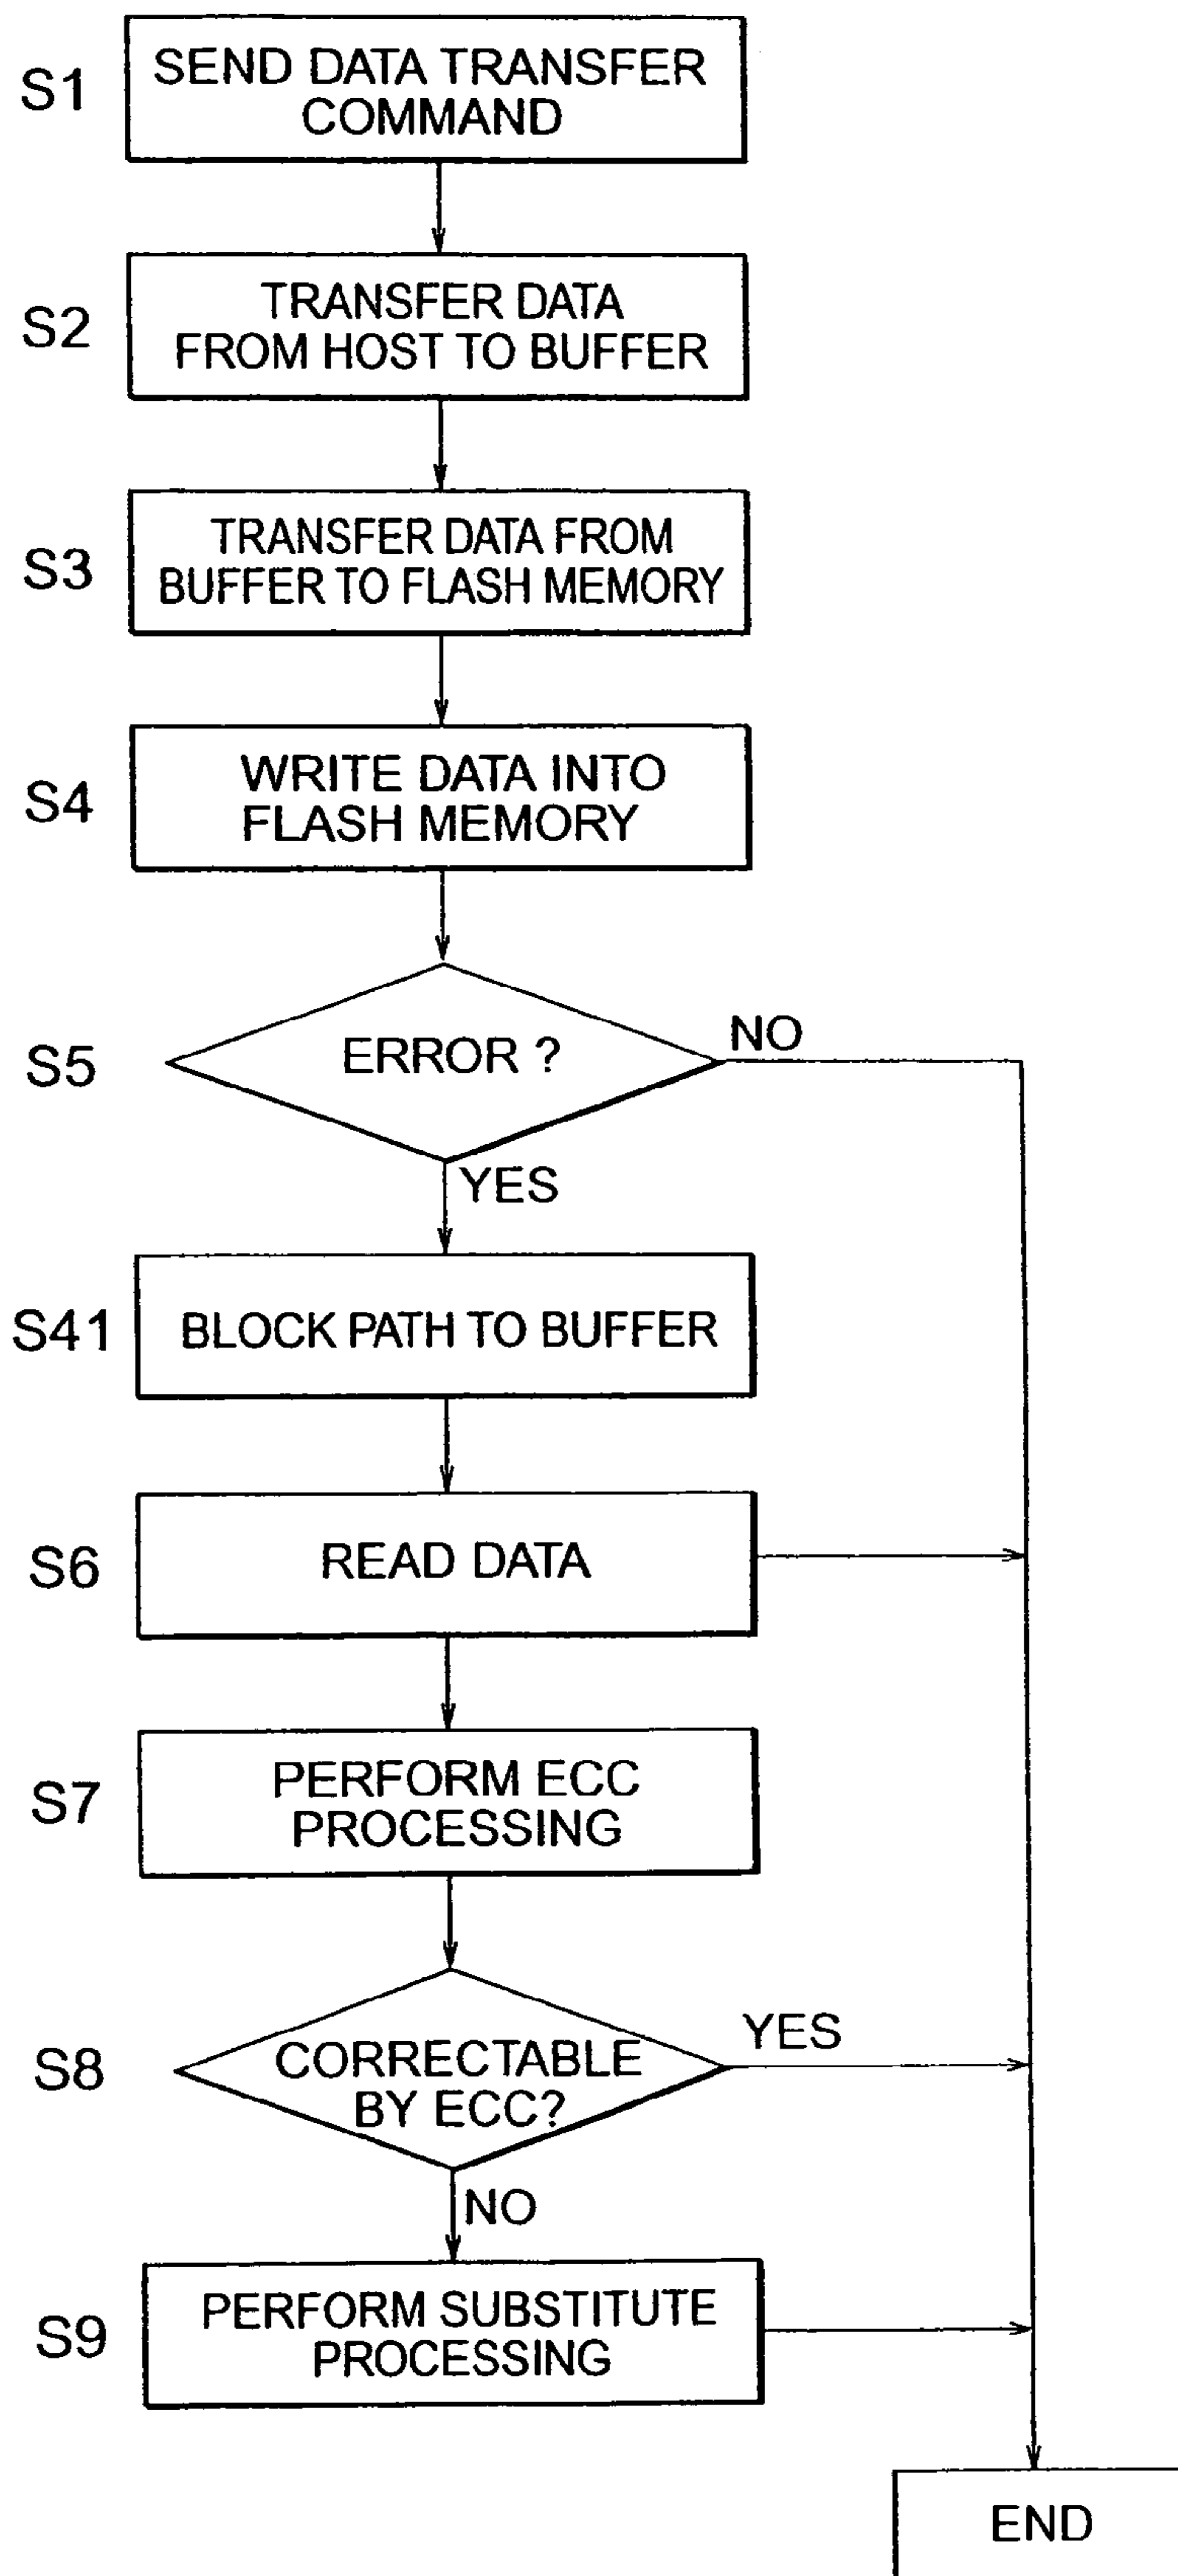 S1
SEND DATA TRANSFER
COMMAND
S2
TRANSFER DATA
FROM HOST TO BUFFER
S3
TRANSFER DATA FROM
BUFFER TO FLASH MEMORY
S4
WRITE DATA INTO
FLASH MEMORY
S5
ERROR ?
NO
YES
S41
BLOCK PATH TO BUFFER
S6
READ DATA
S7
PERFORM ECC
PROCESSING
S8
CORRECTABLE
BY ECC?
YES
NO
S9
PERFORM SUBSTITUTE
PROCESSING
END